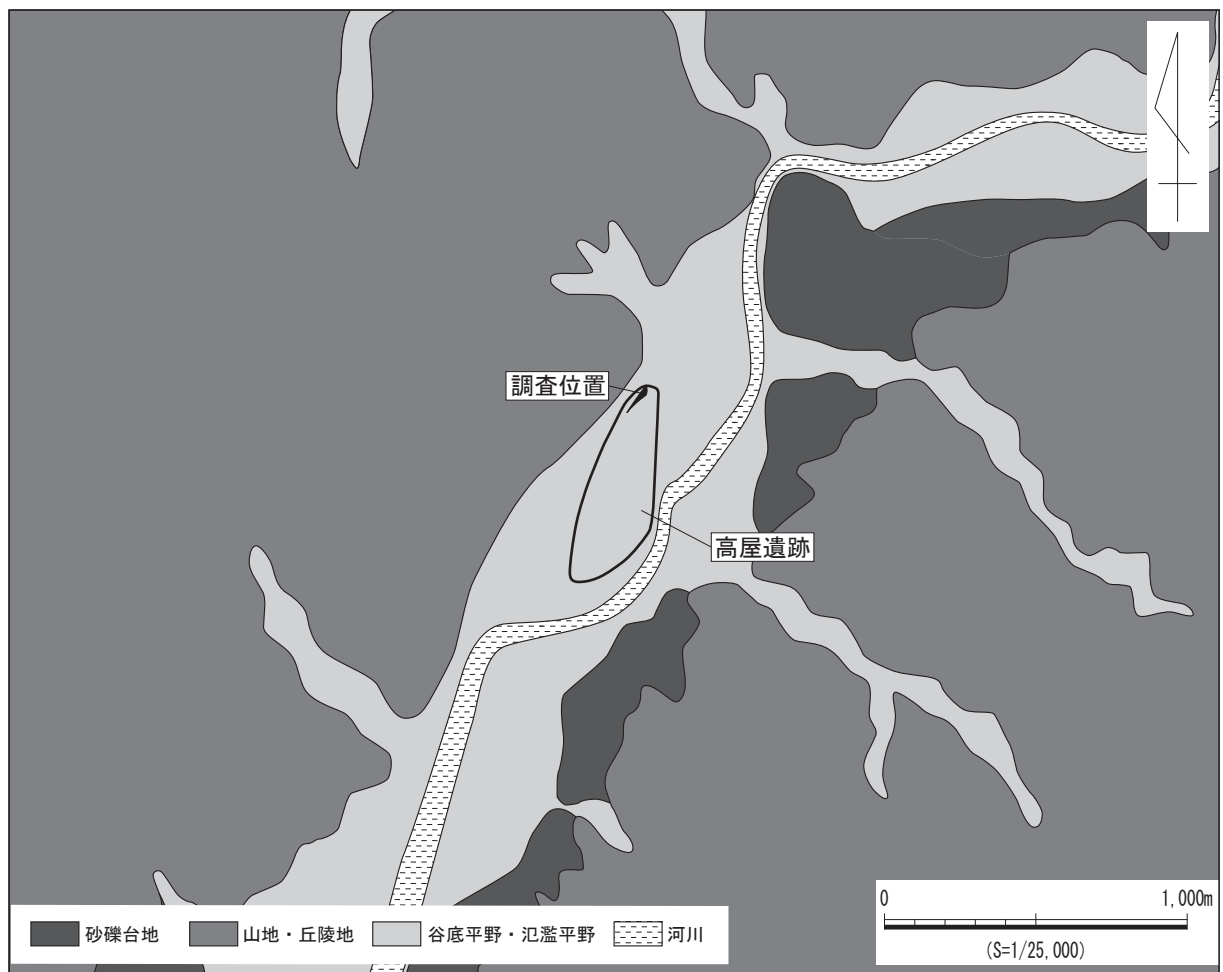 調査位置
高屋遺跡
砂礫台地
山地・丘陵地
谷底平野・氾濫平野
河川
0 1,000m
(S=1/25,000)